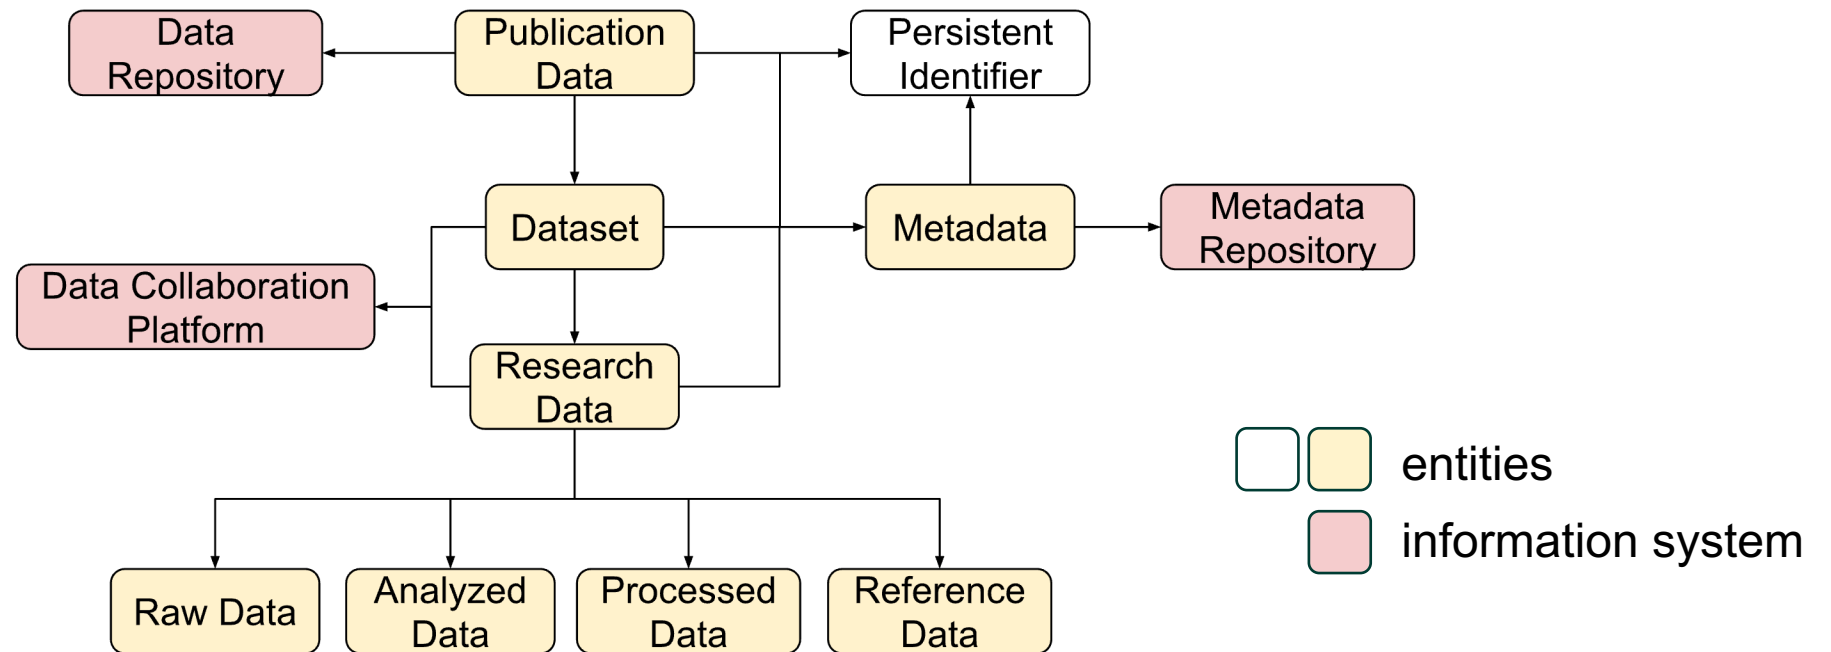 Data
Repository
Publication
Data
Persistent
Identifier
Dataset
Metadata
Metadata
Repository
Data Collaboration
Platform
Research
Data
entities
information system
Raw Data
Analyzed
Data
Processed
Data
Reference
Data